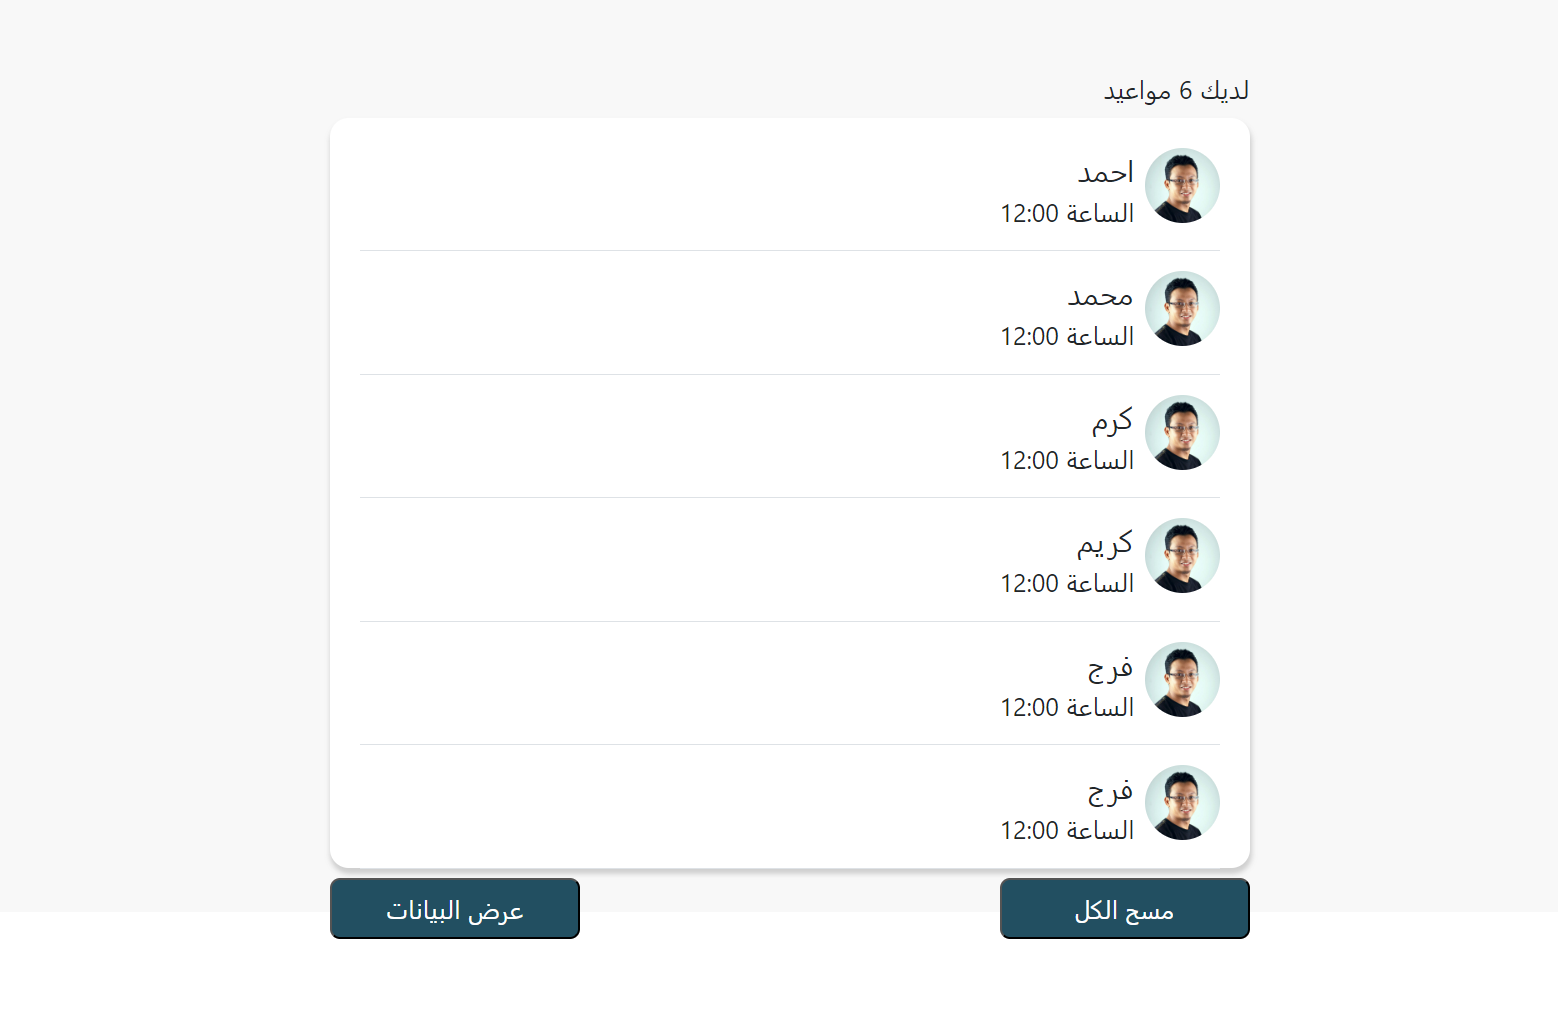 لديك 6 مواعيد
احمد
الساعة 12:00
محمد
الساعة 12:00
كرم
الساعة 12:00
كريم
الساعة 12:00
فرج
الساعة 12:00
فرج
الساعة 12:00
مسح الكل
عرض البيانات